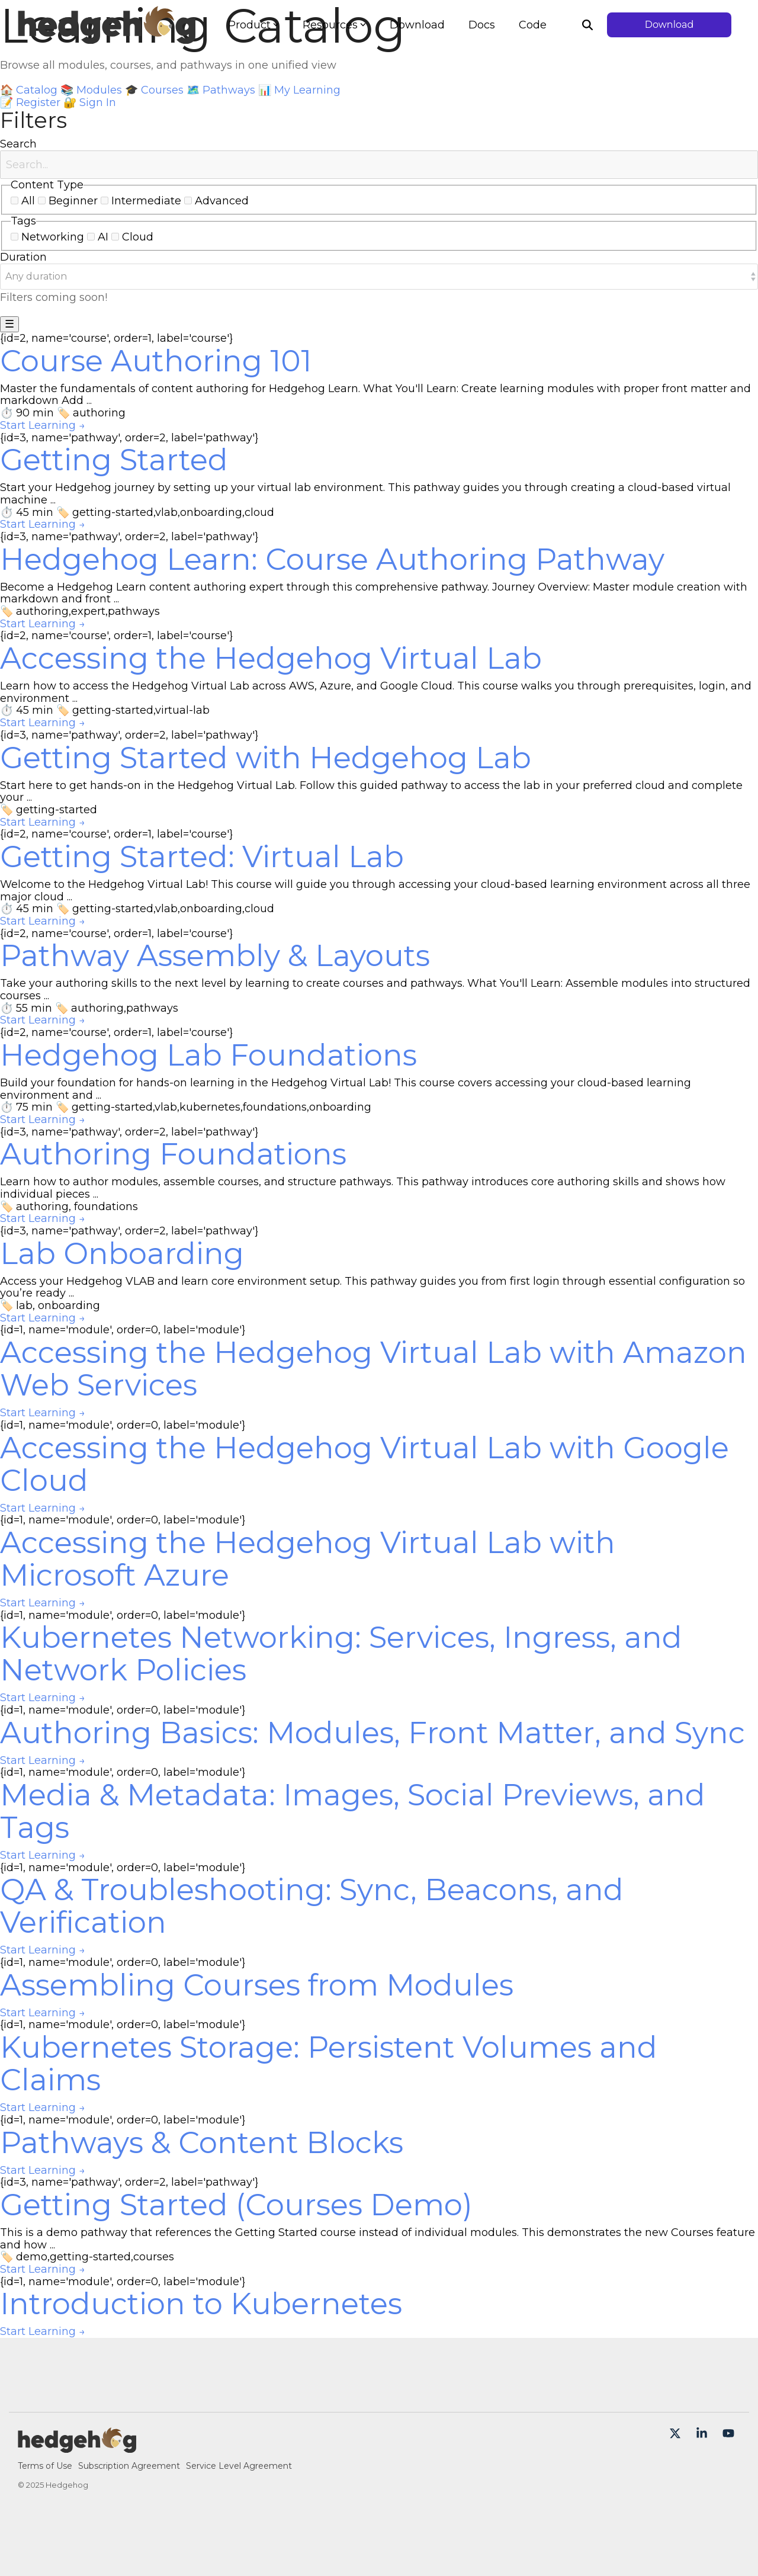 Learning Catalog
hedgehog
Product
Resources
Download
Docs
Code
Download
Browse all modules, courses, and pathways in one unified view
🏠 Catalog 📚 Modules 🎓 Courses 🗺️ Pathways 📊 My Learning
📝 Register 🔐 Sign In
Filters
Search
Search...
Content Type
All Beginner Intermediate Advanced
Tags
Networking AI Cloud
Duration
Any duration
Filters coming soon!
☰
{id=2, name='course', order=1, label='course'}
Course Authoring 101
Master the fundamentals of content authoring for Hedgehog Learn. What You'll Learn: Create learning modules with proper front matter and
markdown Add ...
⏱️ 90 min 🏷️ authoring
Start Learning →
{id=3, name='pathway', order=2, label='pathway'}
Getting Started
Start your Hedgehog journey by setting up your virtual lab environment. This pathway guides you through creating a cloud-based virtual
machine ...
⏱️ 45 min 🏷️ getting-started,vlab,onboarding,cloud
Start Learning →
{id=3, name='pathway', order=2, label='pathway'}
Hedgehog Learn: Course Authoring Pathway
Become a Hedgehog Learn content authoring expert through this comprehensive pathway. Journey Overview: Master module creation with
markdown and front ...
🏷️ authoring,expert,pathways
Start Learning →
{id=2, name='course', order=1, label='course'}
Accessing the Hedgehog Virtual Lab
Learn how to access the Hedgehog Virtual Lab across AWS, Azure, and Google Cloud. This course walks you through prerequisites, login, and
environment ...
⏱️ 45 min 🏷️ getting-started,virtual-lab
Start Learning →
{id=3, name='pathway', order=2, label='pathway'}
Getting Started with Hedgehog Lab
Start here to get hands-on in the Hedgehog Virtual Lab. Follow this guided pathway to access the lab in your preferred cloud and complete
your ...
🏷️ getting-started
Start Learning →
{id=2, name='course', order=1, label='course'}
Getting Started: Virtual Lab
Welcome to the Hedgehog Virtual Lab! This course will guide you through accessing your cloud-based learning environment across all three
major cloud ...
⏱️ 45 min 🏷️ getting-started,vlab,onboarding,cloud
Start Learning →
{id=2, name='course', order=1, label='course'}
Pathway Assembly & Layouts
Take your authoring skills to the next level by learning to create courses and pathways. What You'll Learn: Assemble modules into structured
courses ...
⏱️ 55 min 🏷️ authoring,pathways
Start Learning →
{id=2, name='course', order=1, label='course'}
Hedgehog Lab Foundations
Build your foundation for hands-on learning in the Hedgehog Virtual Lab! This course covers accessing your cloud-based learning
environment and ...
⏱️ 75 min 🏷️ getting-started,vlab,kubernetes,foundations,onboarding
Start Learning →
{id=3, name='pathway', order=2, label='pathway'}
Authoring Foundations
Learn how to author modules, assemble courses, and structure pathways. This pathway introduces core authoring skills and shows how
individual pieces ...
🏷️ authoring, foundations
Start Learning →
{id=3, name='pathway', order=2, label='pathway'}
Lab Onboarding
Access your Hedgehog VLAB and learn core environment setup. This pathway guides you from first login through essential configuration so
you’re ready ...
🏷️ lab, onboarding
Start Learning →
{id=1, name='module', order=0, label='module'}
Accessing the Hedgehog Virtual Lab with Amazon
Web Services
Start Learning →
{id=1, name='module', order=0, label='module'}
Accessing the Hedgehog Virtual Lab with Google
Cloud
Start Learning →
{id=1, name='module', order=0, label='module'}
Accessing the Hedgehog Virtual Lab with
Microsoft Azure
Start Learning →
{id=1, name='module', order=0, label='module'}
Kubernetes Networking: Services, Ingress, and
Network Policies
Start Learning →
{id=1, name='module', order=0, label='module'}
Authoring Basics: Modules, Front Matter, and Sync
Start Learning →
{id=1, name='module', order=0, label='module'}
Media & Metadata: Images, Social Previews, and
Tags
Start Learning →
{id=1, name='module', order=0, label='module'}
QA & Troubleshooting: Sync, Beacons, and
Verification
Start Learning →
{id=1, name='module', order=0, label='module'}
Assembling Courses from Modules
Start Learning →
{id=1, name='module', order=0, label='module'}
Kubernetes Storage: Persistent Volumes and
Claims
Start Learning →
{id=1, name='module', order=0, label='module'}
Pathways & Content Blocks
Start Learning →
{id=3, name='pathway', order=2, label='pathway'}
Getting Started (Courses Demo)
This is a demo pathway that references the Getting Started course instead of individual modules. This demonstrates the new Courses feature
and how ...
🏷️ demo,getting-started,courses
Start Learning →
{id=1, name='module', order=0, label='module'}
Introduction to Kubernetes
Start Learning →
hedgehog
Terms of Use Subscription Agreement Service Level Agreement
© 2025 Hedgehog